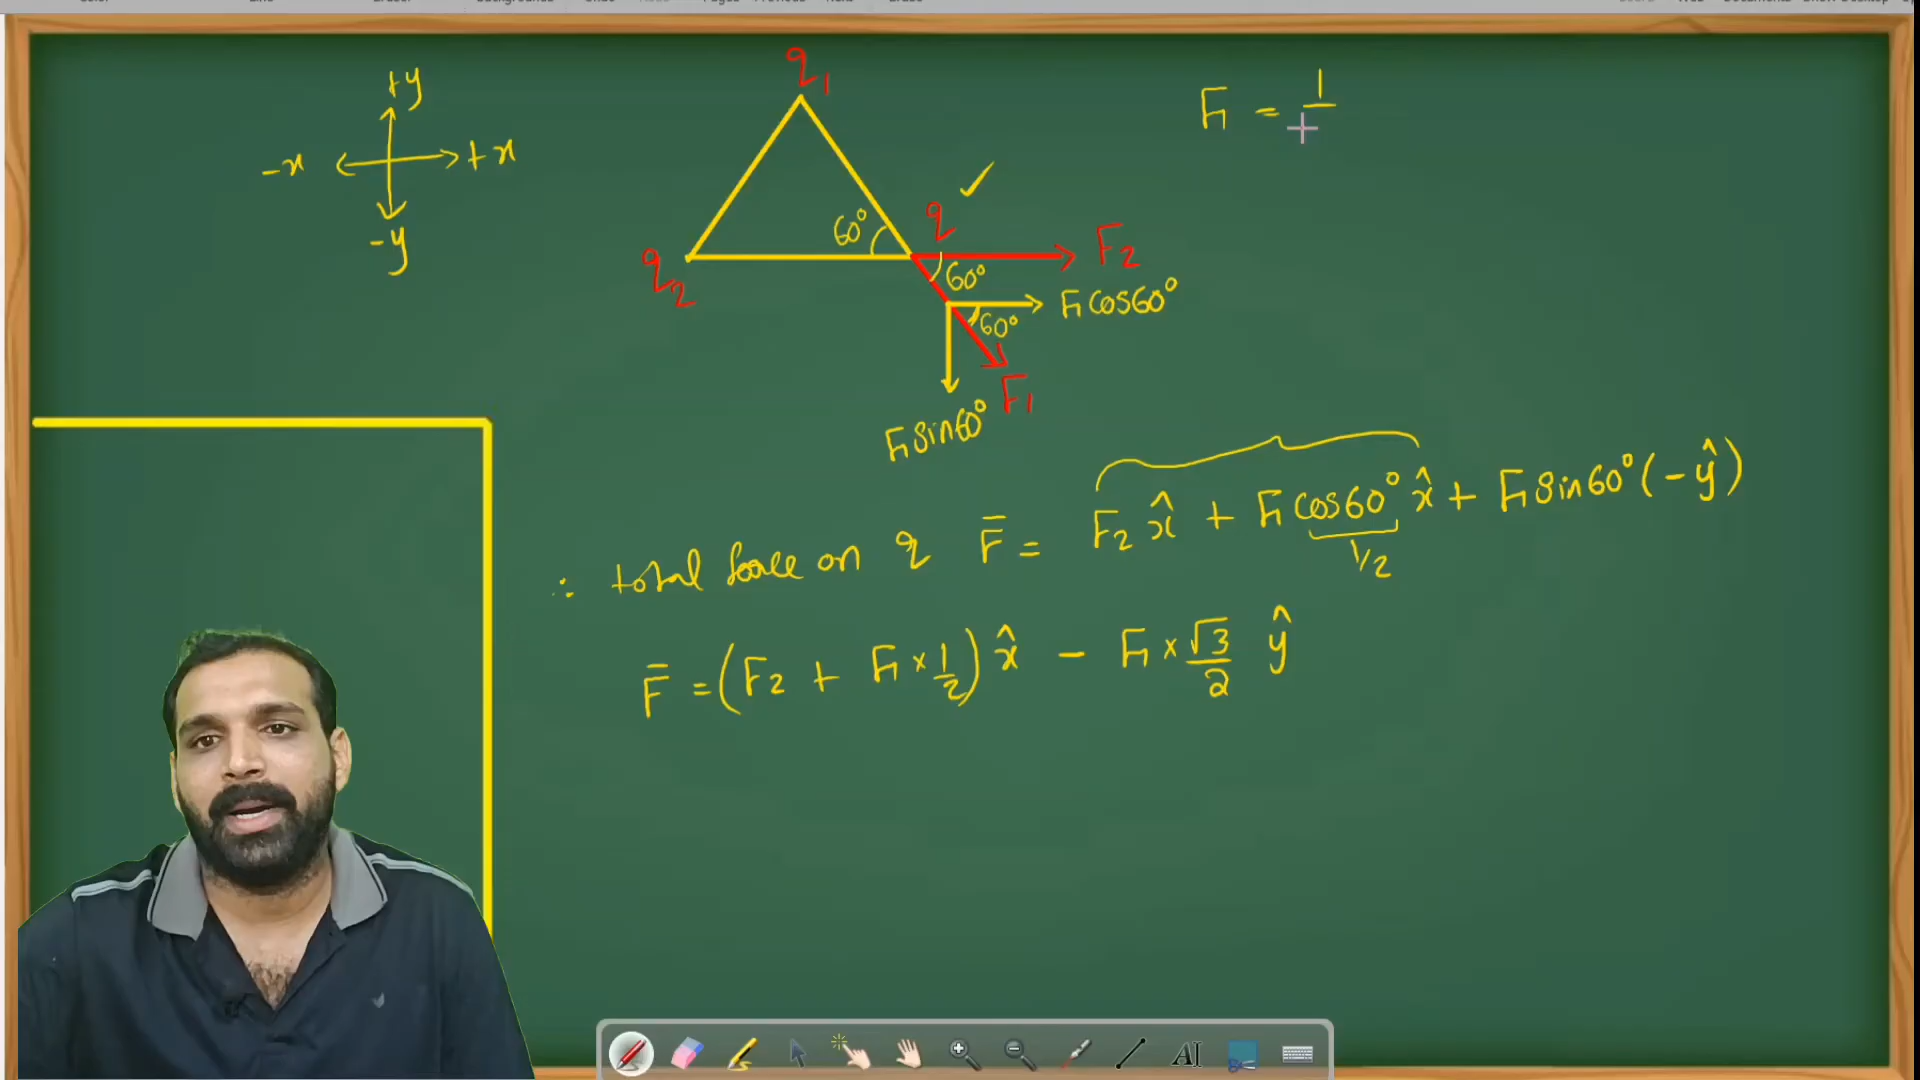 +y
-x
+x
-y
q1
q2
60°
q
F2
60°
F1 cos60°
60°
F1
F1 sin60°
F1 = 1
∴ total force on q F̄ = F2 x̂ + F1 cos60° x̂ + F1 sin60° (-ŷ)
1/2
F̄ = (F2 + F1 × 1/2) x̂ - F1 × √3/2 ŷ
AI